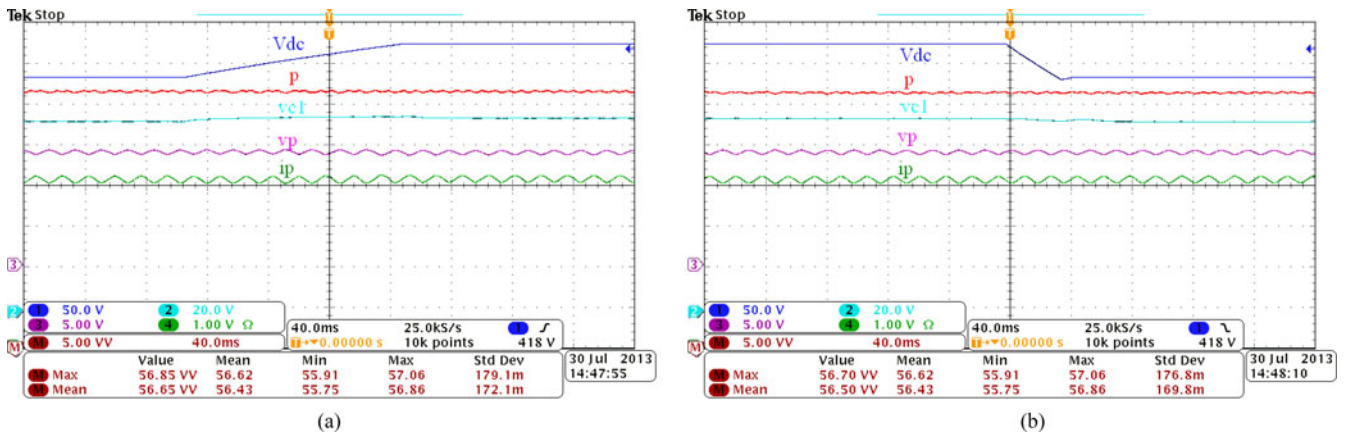 Tek Stop
T
T
Vdc
p
vc1
vp
ip
3
2
M
1 50.0 V 2 20.0 V
3 5.00 V 4 1.00 V Ω
M 5.00 VV 40.0ms
40.0ms 25.0kS/s 1
T→▼0.00000 s 10k points 418 V
Value Mean Min Max Std Dev
M Max 56.85 VV 56.62 55.91 57.06 179.1m
M Mean 56.65 VV 56.43 55.75 56.86 172.1m
30 Jul 2013
14:47:55
(a)
Tek Stop
T
T
Vdc
p
vc1
vp
ip
3
2
M
1 50.0 V 2 20.0 V
3 5.00 V 4 1.00 V Ω
M 5.00 VV 40.0ms
40.0ms 25.0kS/s 1
T→▼0.00000 s 10k points 418 V
Value Mean Min Max Std Dev
M Max 56.70 VV 56.62 55.91 57.06 176.8m
M Mean 56.50 VV 56.43 55.75 56.86 169.8m
30 Jul 2013
14:48:10
(b)